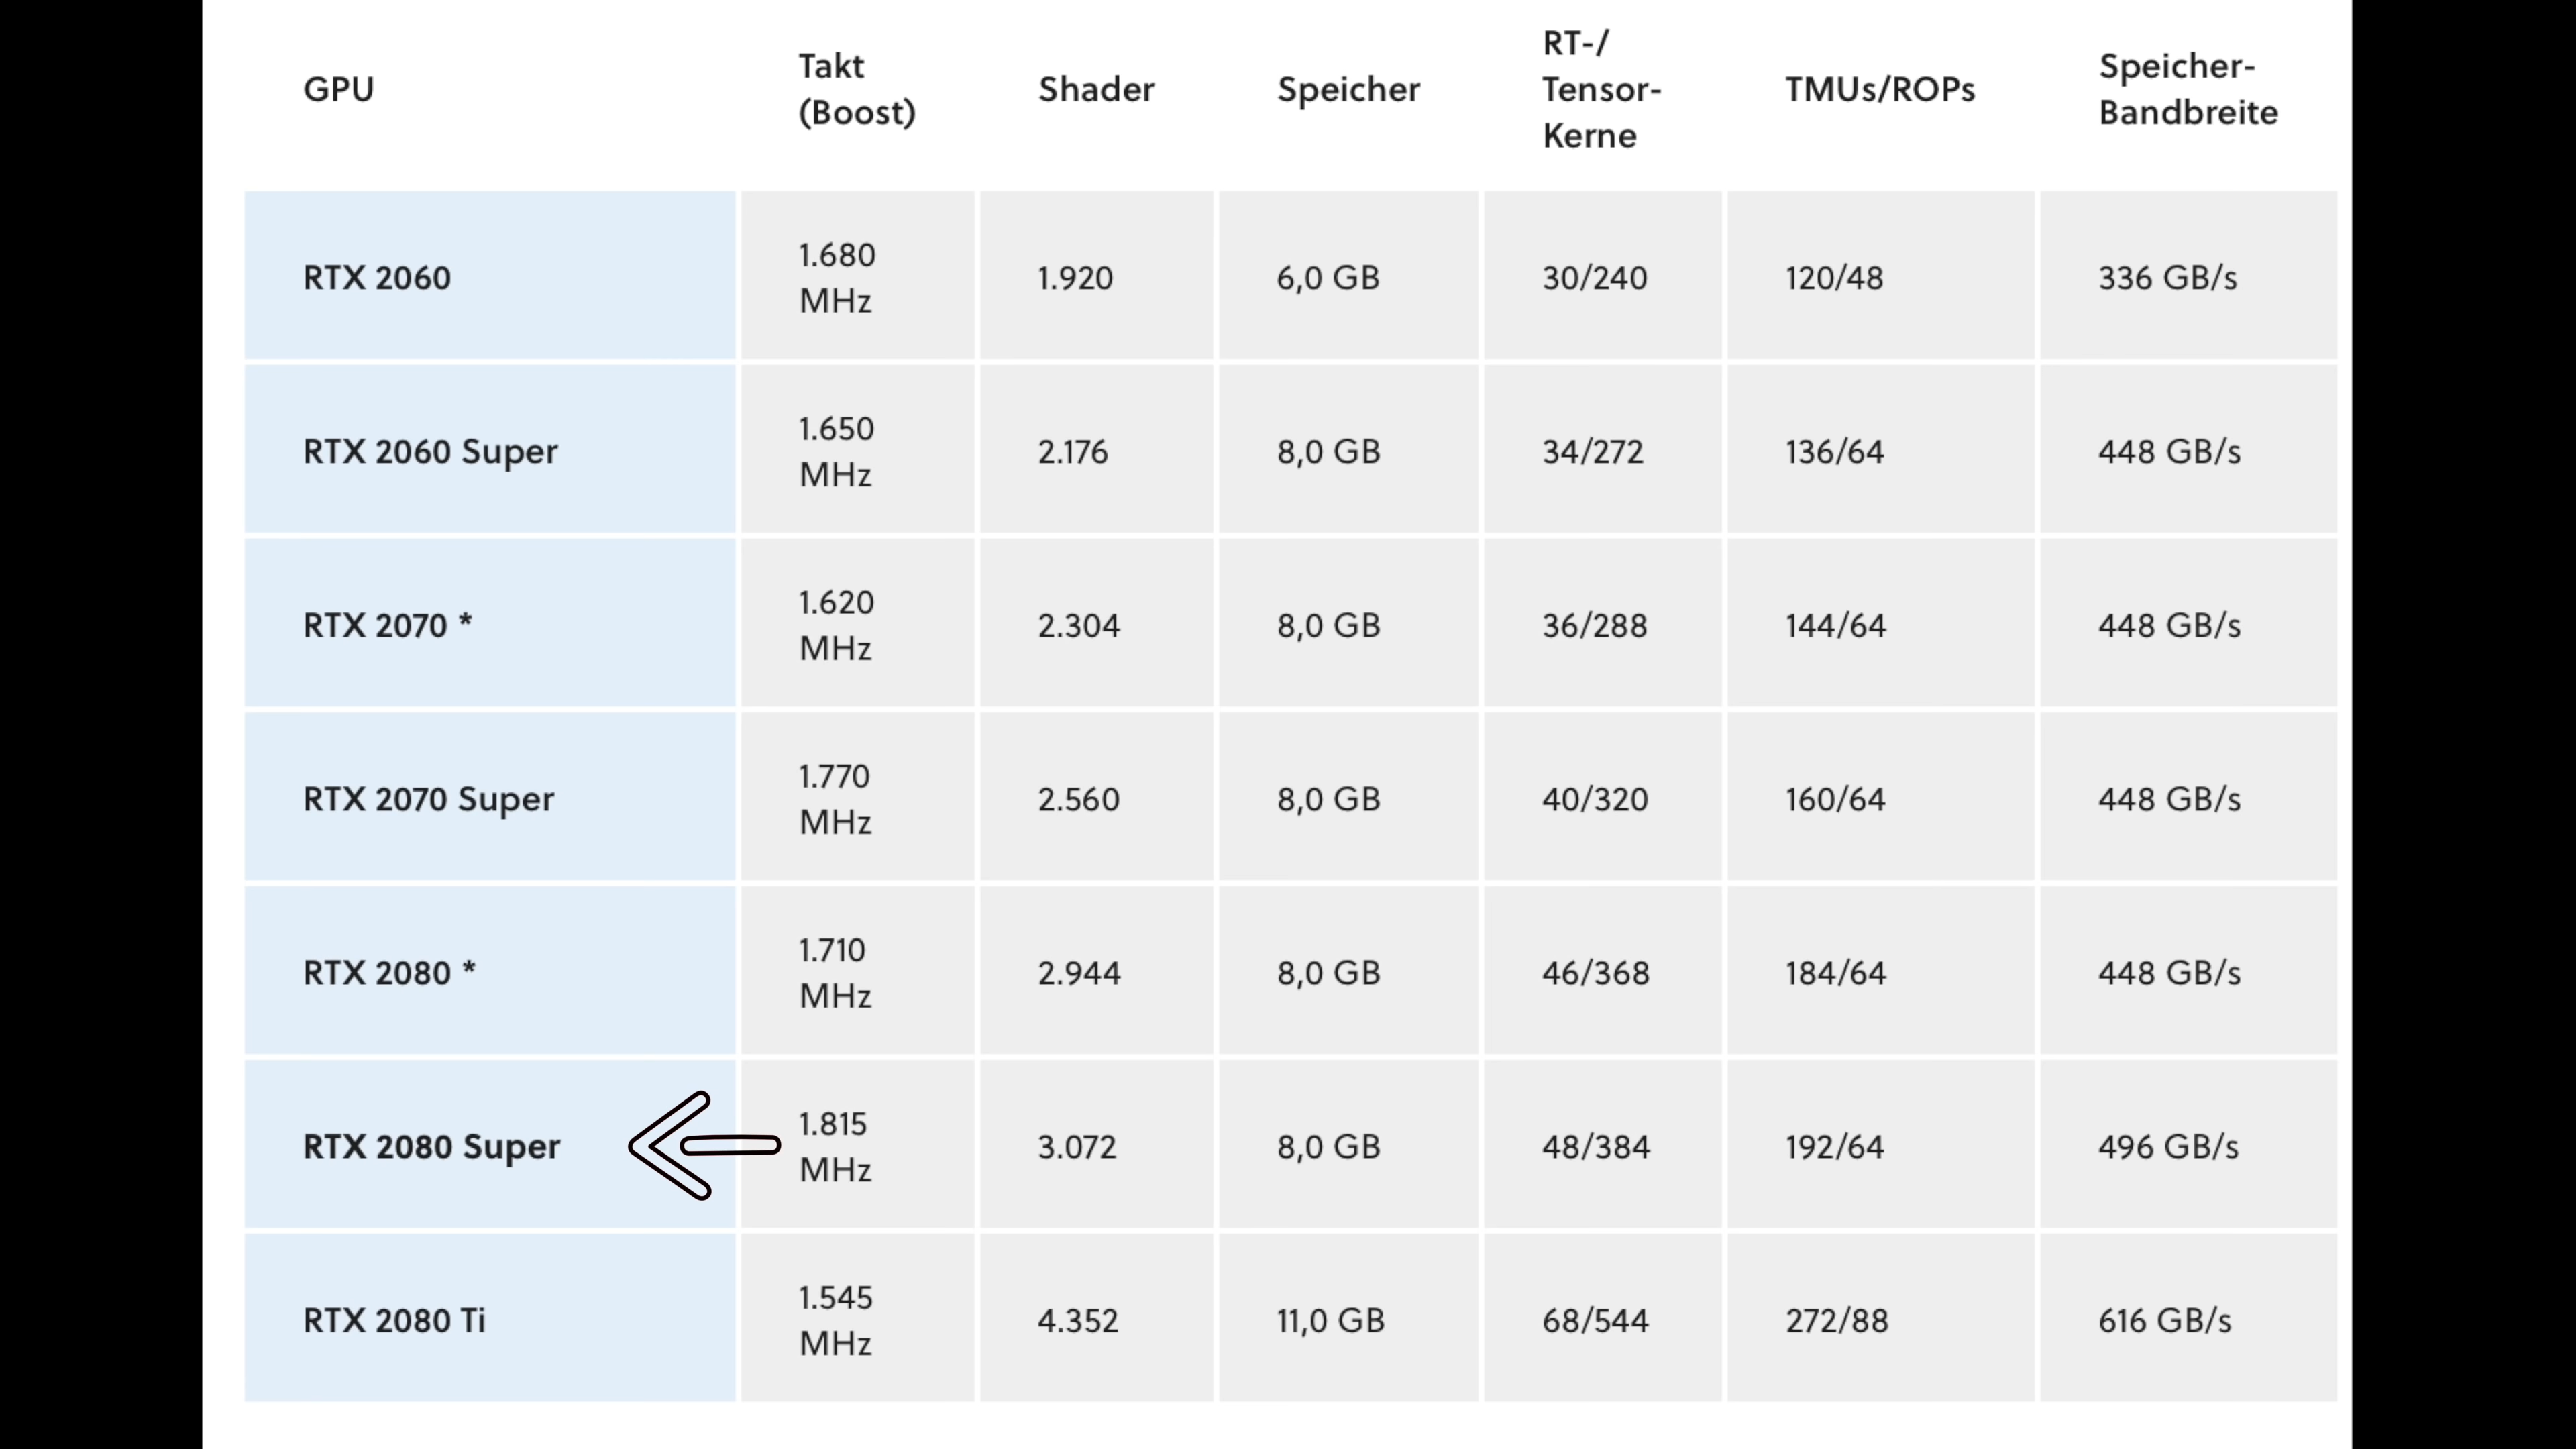 GPU
Takt
(Boost)
Shader
Speicher
RT-/
Tensor-
Kerne
TMUs/ROPs
Speicher-
Bandbreite
RTX 2060
1.680
MHz
1.920
6,0 GB
30/240
120/48
336 GB/s
RTX 2060 Super
1.650
MHz
2.176
8,0 GB
34/272
136/64
448 GB/s
RTX 2070 *
1.620
MHz
2.304
8,0 GB
36/288
144/64
448 GB/s
RTX 2070 Super
1.770
MHz
2.560
8,0 GB
40/320
160/64
448 GB/s
RTX 2080 *
1.710
MHz
2.944
8,0 GB
46/368
184/64
448 GB/s
RTX 2080 Super
1.815
MHz
3.072
8,0 GB
48/384
192/64
496 GB/s
RTX 2080 Ti
1.545
MHz
4.352
11,0 GB
68/544
272/88
616 GB/s